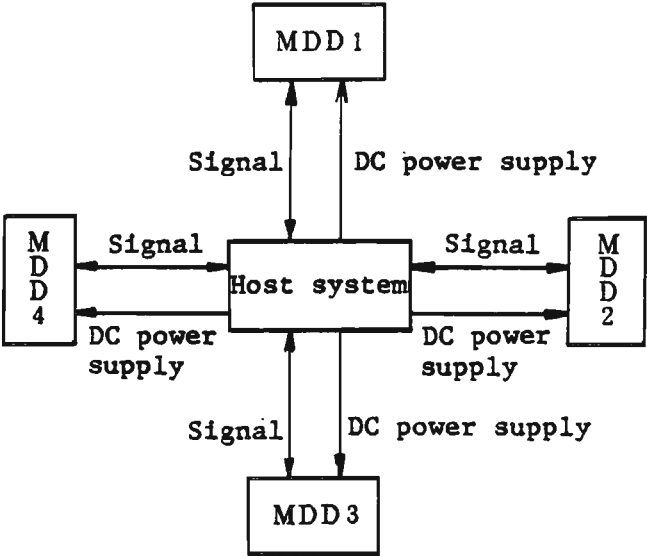 MDD1
Signal
DC power supply
M
D
D
4
Signal
Host system
Signal
M
D
D
2
DC power
supply
DC power
supply
Signal
DC power supply
MDD3